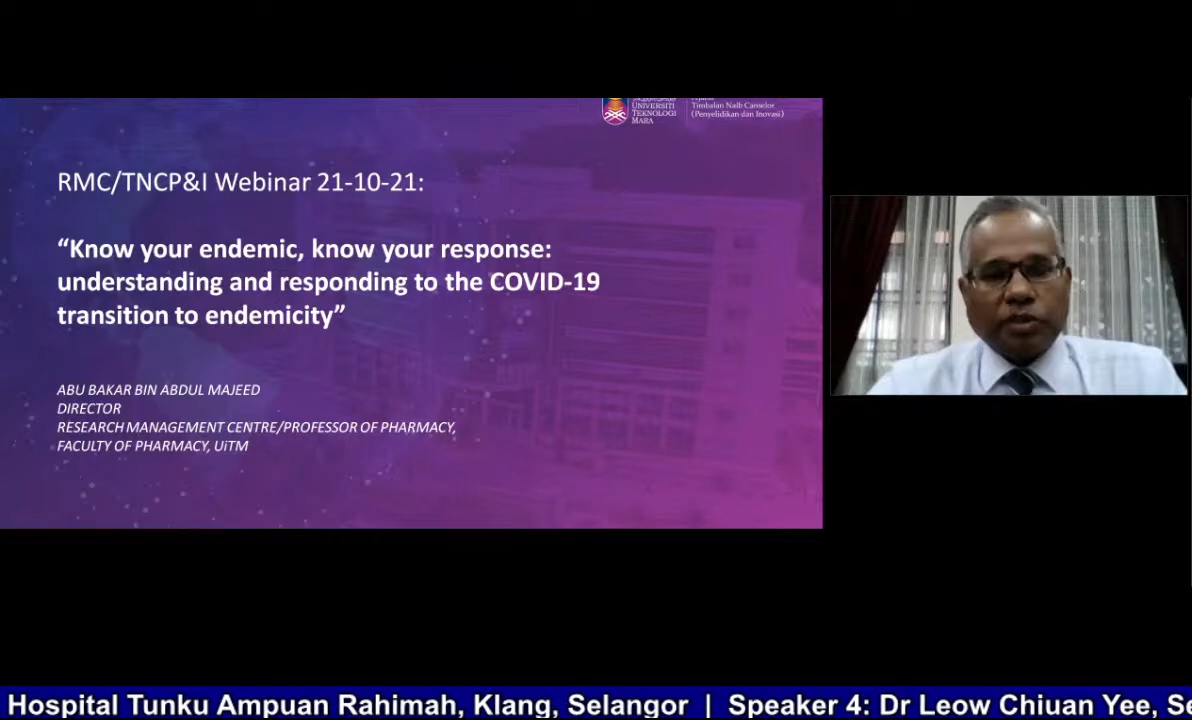 UNIVERSITI
TEKNOLOGI
MARA
Timbalan Naib Canselor
(Penyelidikan dan Inovasi)
RMC/TNCP&I Webinar 21-10-21:
“Know your endemic, know your response:
understanding and responding to the COVID-19
transition to endemicity”
ABU BAKAR BIN ABDUL MAJEED
DIRECTOR
RESEARCH MANAGEMENT CENTRE/PROFESSOR OF PHARMACY,
FACULTY OF PHARMACY, UiTM
Hospital Tunku Ampuan Rahimah, Klang, Selangor | Speaker 4: Dr Leow Chiuan Yee, Se